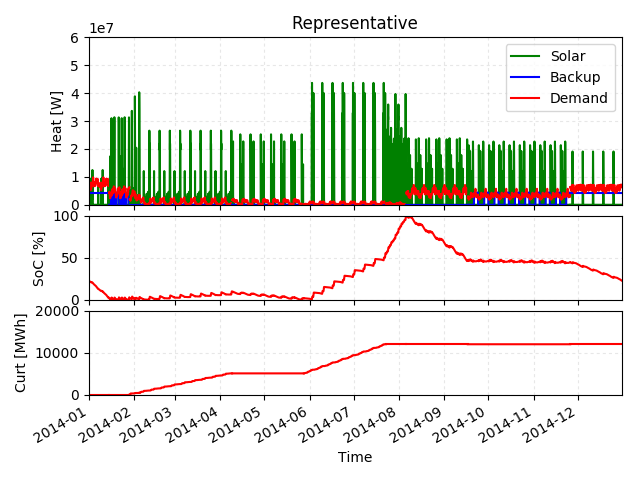 Representative
1e7
6
5
4
3
2
1
0
Heat [W]
Solar
Backup
Demand
100
50
0
SoC [%]
20000
10000
0
Curt [MWh]
2014-01
2014-02
2014-03
2014-04
2014-05
2014-06
2014-07
2014-08
2014-09
2014-10
2014-11
2014-12
Time